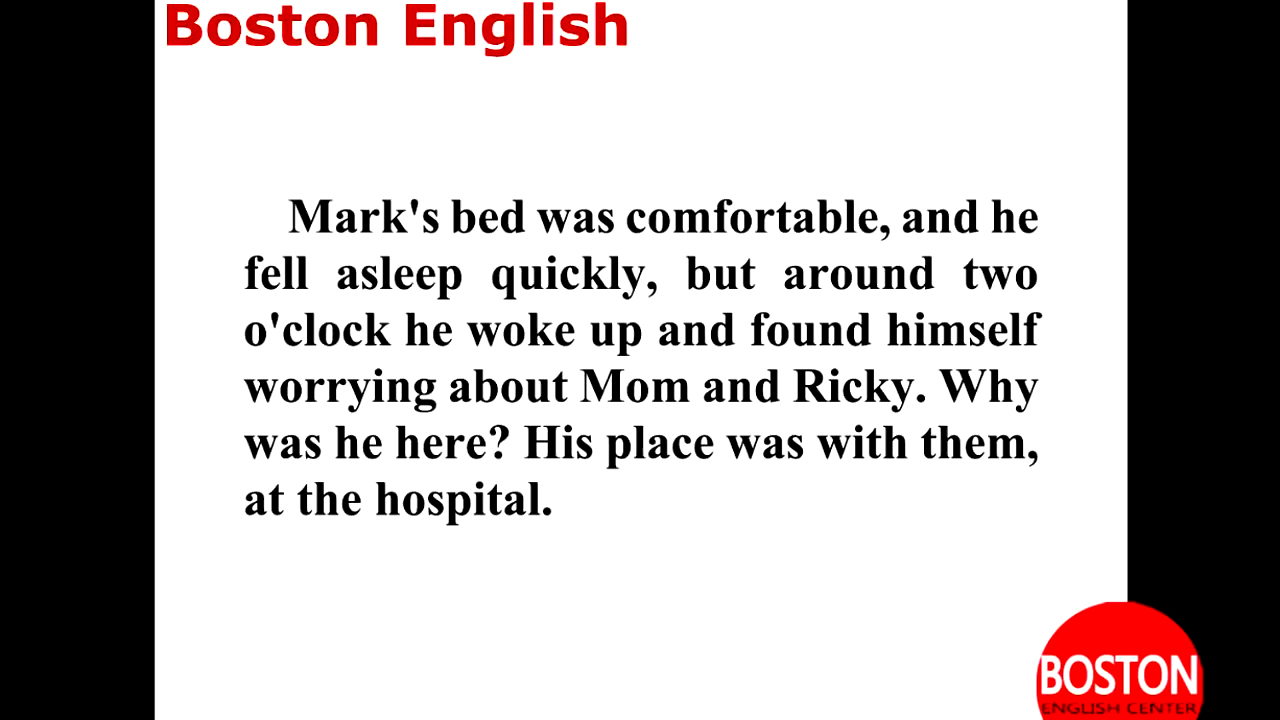 Boston English
Mark's bed was comfortable, and he
fell asleep quickly, but around two
o'clock he woke up and found himself
worrying about Mom and Ricky. Why
was he here? His place was with them,
at the hospital.
BOSTON
ENGLISH CENTER